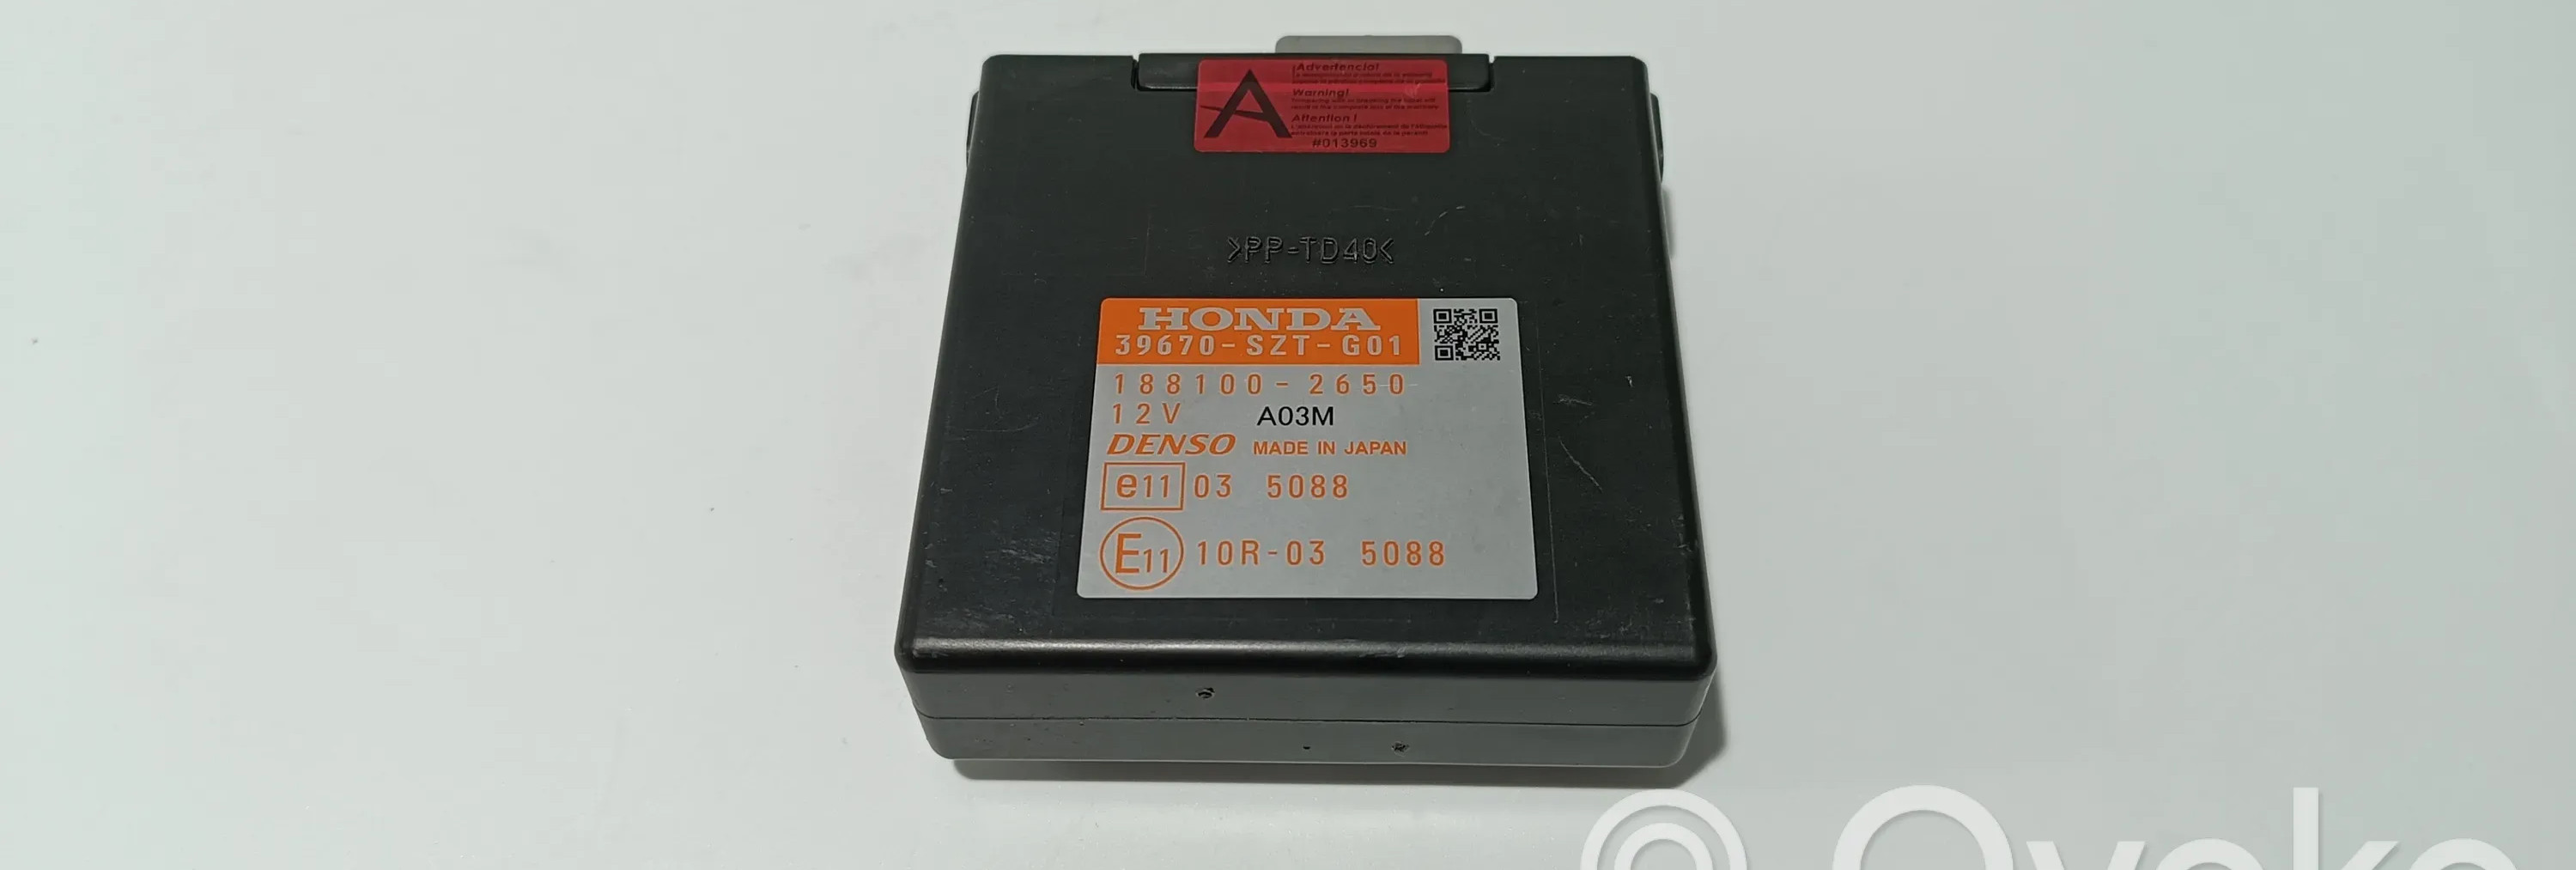 ¡Advertencia!
Warning!
Attention !
A
#013969
>PP-TD40<
HONDA
39670-SZT-G01
188100-2650
12V A03M
DENSO MADE IN JAPAN
e11 03 5088
E11 10R-03 5088
Ovoko